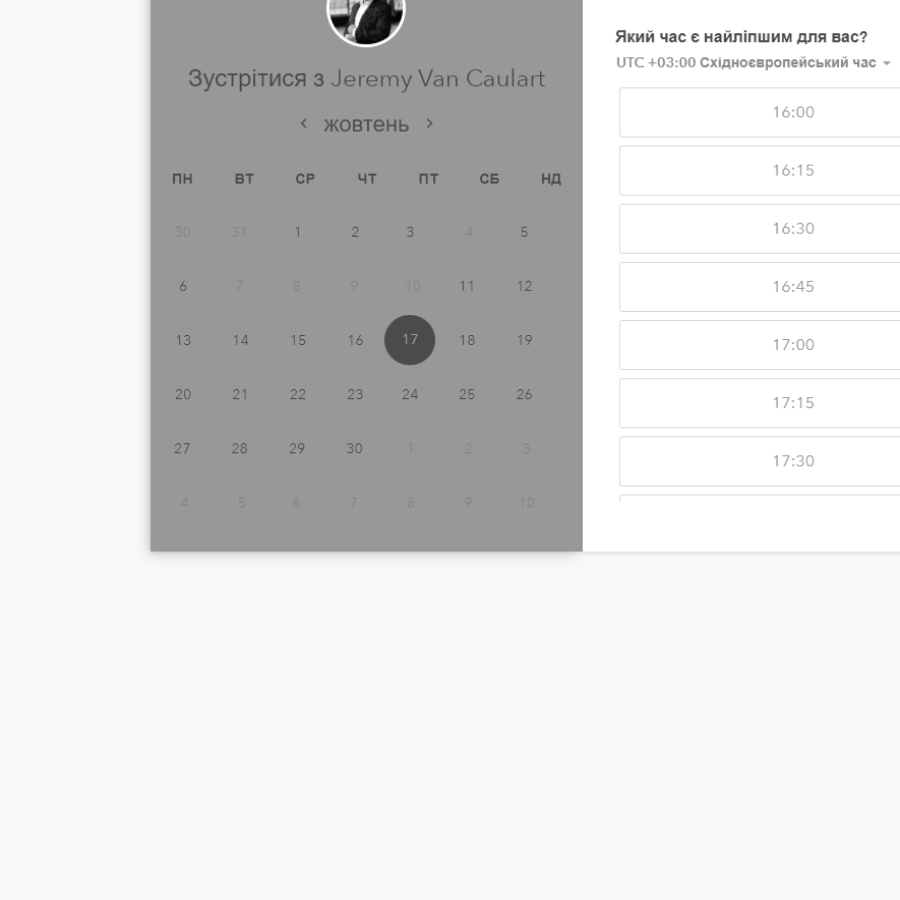 Зустрітися з Jeremy Van Caulart
жовтень
ПН ВТ СР ЧТ ПТ СБ НД
30 31 1 2 3 4 5
6 7 8 9 10 11 12
13 14 15 16 17 18 19
20 21 22 23 24 25 26
27 28 29 30 1 2 3
4 5 6 7 8 9 10
Який час є найліпшим для вас?
UTC +03:00 Східноєвропейський час
16:00
16:15
16:30
16:45
17:00
17:15
17:30